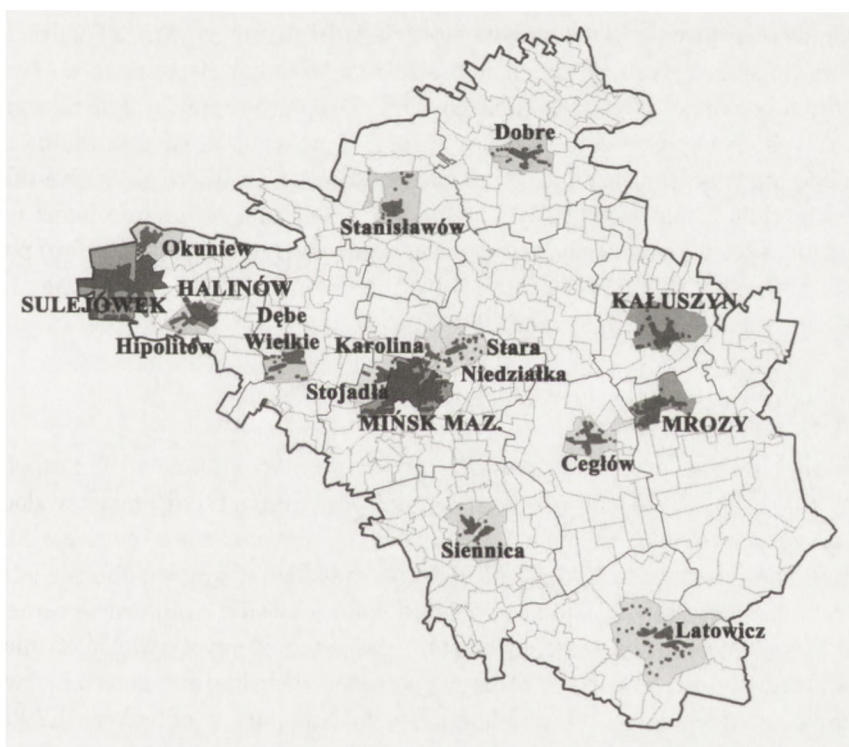 Dobre
Stanisławów
Okuniew
SULEJÓWEK
HALINÓW
Hipolitów
Dębe
Wielkie
KAŁUSZYN
Karolina
Stara
Niedziałka
Stojadła
MIŃSK MAZ.
MROZY
Cegłów
Siennica
Latowicz